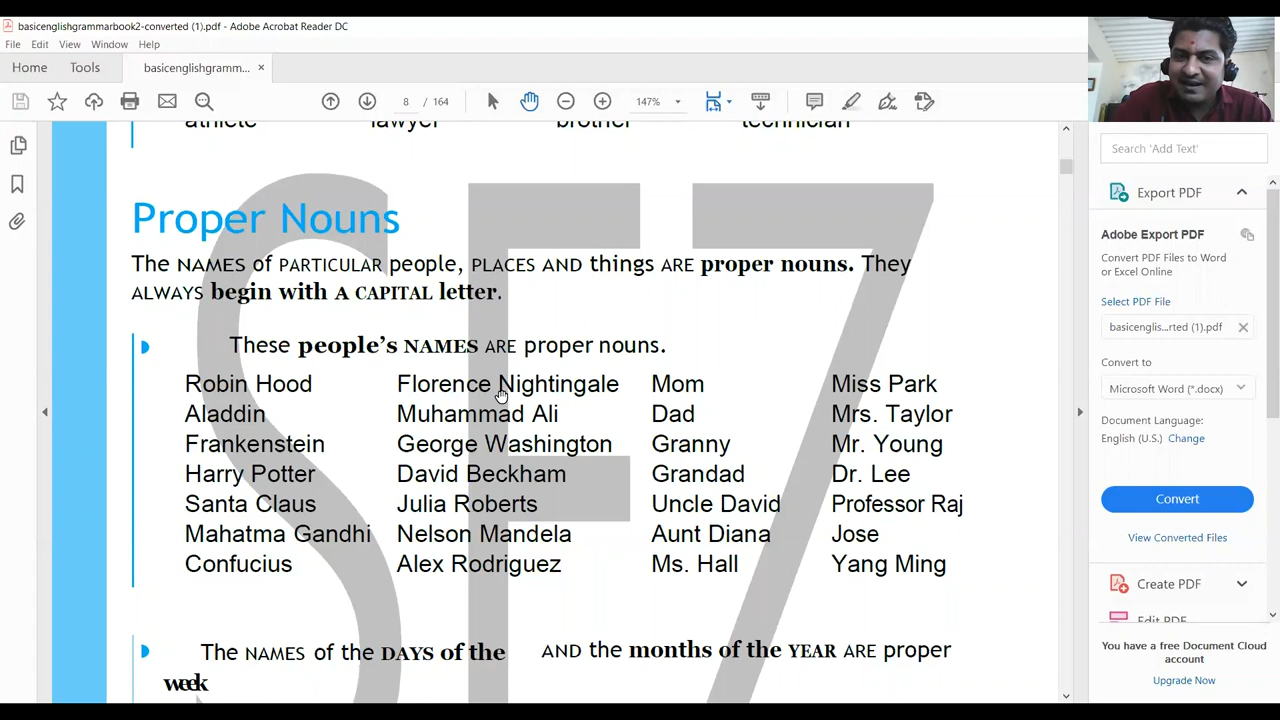 basicenglishgrammarbook2-converted (1).pdf - Adobe Acrobat Reader DC
File Edit View Window Help
Home Tools basicenglishgramm... ×
8 / 164 147%
athlete lawyer brother technician
Proper Nouns
The NAMES of PARTICULAR people, PLACES AND things ARE proper nouns. They
ALWAYS begin with A CAPITAL letter.
These people's NAMES ARE proper nouns.
Robin Hood Florence Nightingale Mom Miss Park
Aladdin Muhammad Ali Dad Mrs. Taylor
Frankenstein George Washington Granny Mr. Young
Harry Potter David Beckham Grandad Dr. Lee
Santa Claus Julia Roberts Uncle David Professor Raj
Mahatma Gandhi Nelson Mandela Aunt Diana Jose
Confucius Alex Rodriguez Ms. Hall Yang Ming
The NAMES of the DAYS of the AND the months of the YEAR ARE proper
week
SF7
Search 'Add Text'
Export PDF
Adobe Export PDF
Convert PDF Files to Word
or Excel Online
Select PDF File
basicenglis...rted (1).pdf ×
Convert to
Microsoft Word (*.docx)
Document Language:
English (U.S.) Change
Convert
View Converted Files
Create PDF
Edit PDF
You have a free Document Cloud
account
Upgrade Now